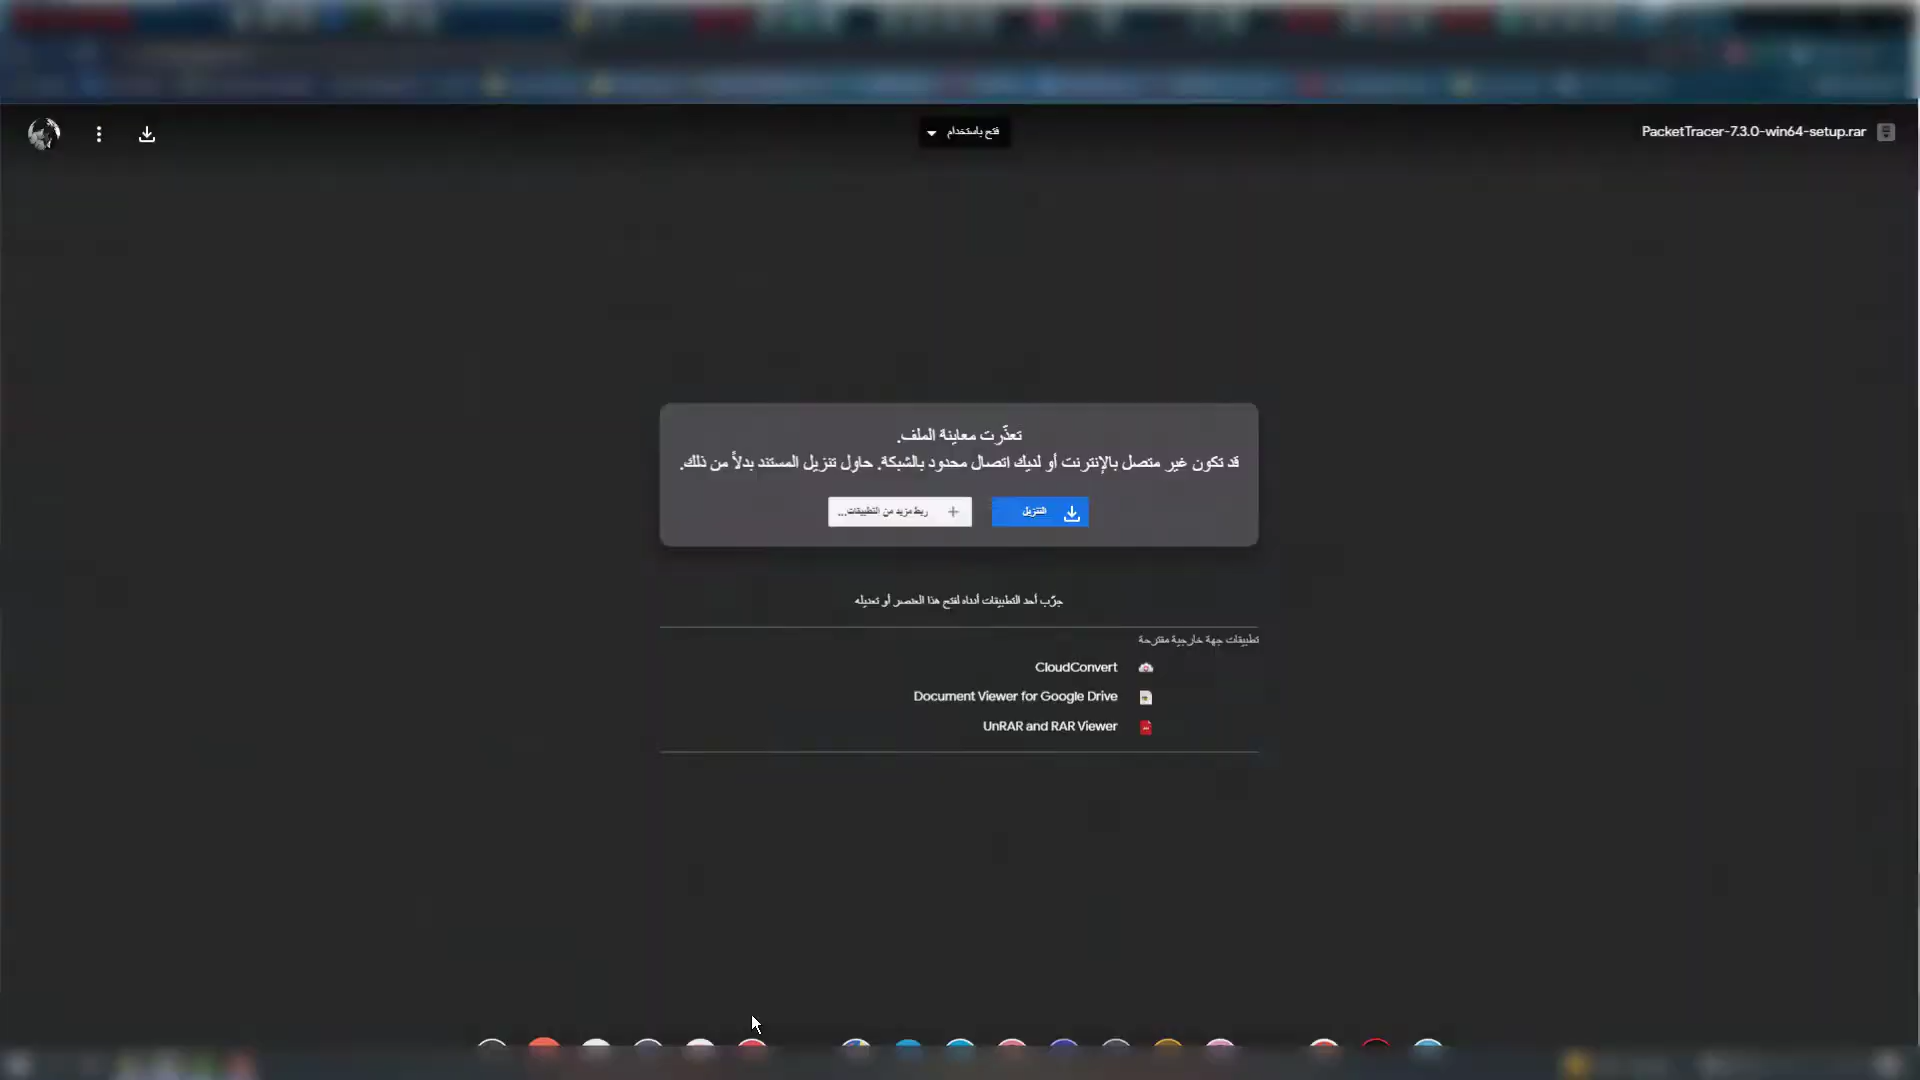 PacketTracer-7.3.0-win64-setup.rar
فتح باستخدام
تعذّرت معاينة الملف.
قد تكون غير متصل بالإنترنت أو لديك اتصال محدود بالشبكة. حاول تنزيل المستند بدلاً من ذلك.
التنزيل
ربط مزيد من التطبيقات...
جرّب أحد التطبيقات أدناه لفتح هذا العنصر أو تعديله
تطبيقات جهة خارجية مقترحة
CloudConvert
Document Viewer for Google Drive
UnRAR and RAR Viewer